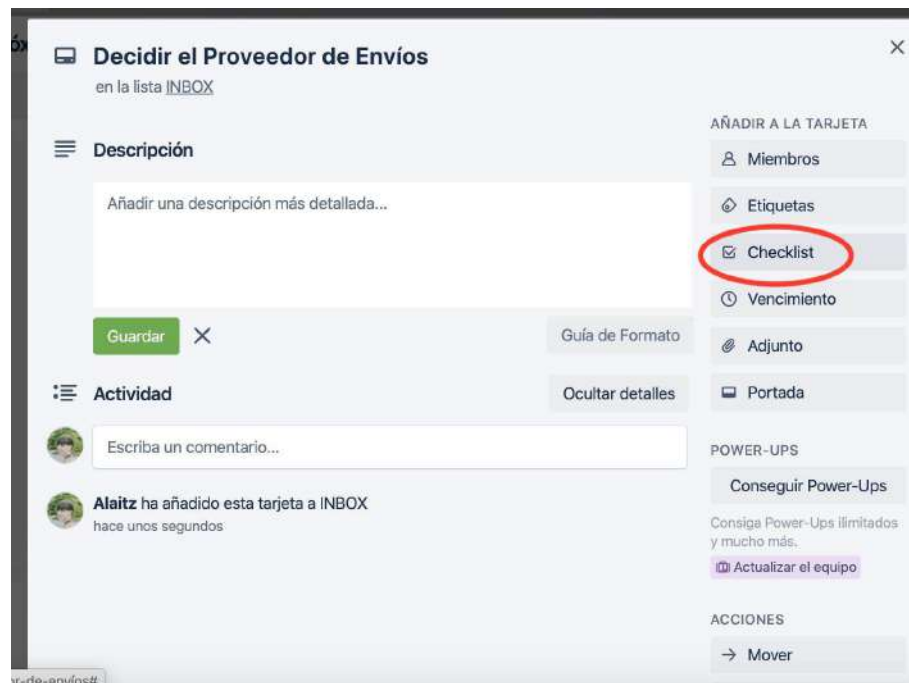 Decidir el Proveedor de Envíos
en la lista INBOX
Descripción
Añadir una descripción más detallada...
Guardar
Guía de Formato
Actividad
Ocultar detalles
Escriba un comentario...
Alaitz ha añadido esta tarjeta a INBOX
hace unos segundos
AÑADIR A LA TARJETA
Miembros
Etiquetas
Checklist
Vencimiento
Adjunto
Portada
POWER-UPS
Conseguir Power-Ups
Consiga Power-Ups ilimitados
y mucho más.
Actualizar el equipo
ACCIONES
Mover